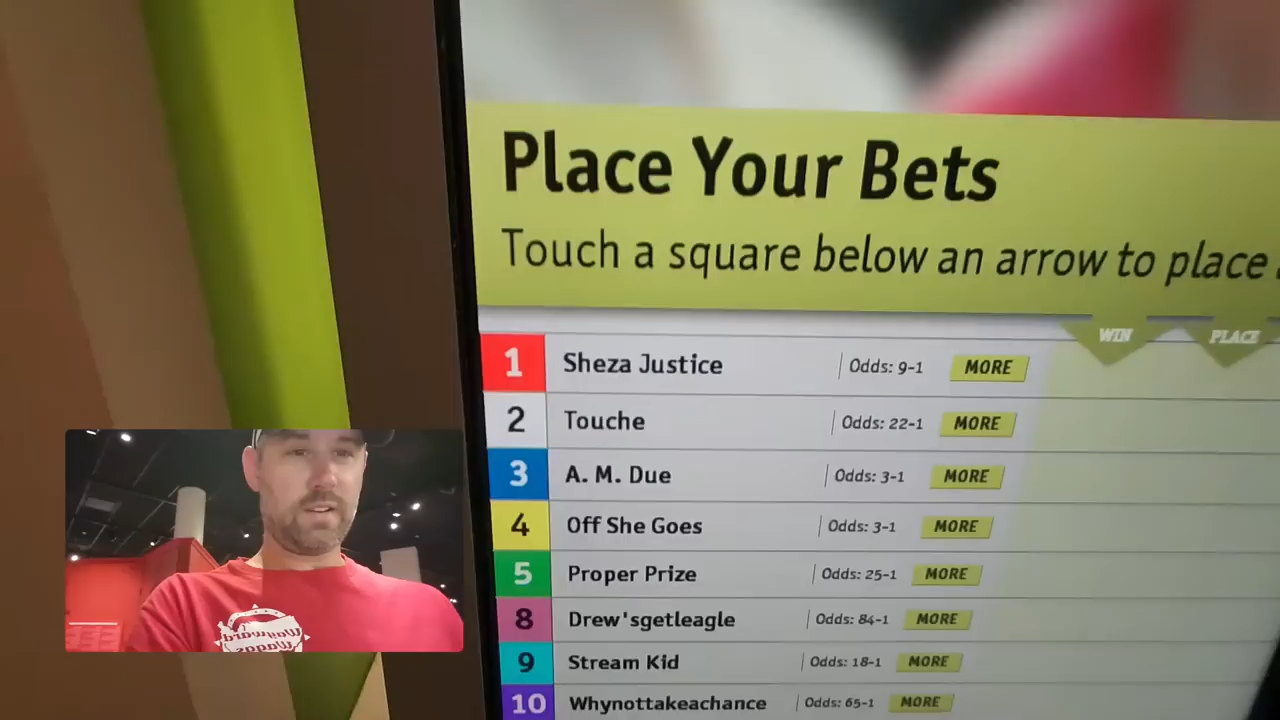 Place Your Bets
Touch a square below an arrow to place
WIN PLACE
1 Sheza Justice Odds: 9-1 MORE
2 Touche Odds: 22-1 MORE
3 A. M. Due Odds: 3-1 MORE
4 Off She Goes Odds: 3-1 MORE
5 Proper Prize Odds: 25-1 MORE
8 Drew'sgetleagle Odds: 84-1 MORE
9 Stream Kid Odds: 18-1 MORE
10 Whynottakeachance Odds: 65-1 MORE
Wayward
Waggs